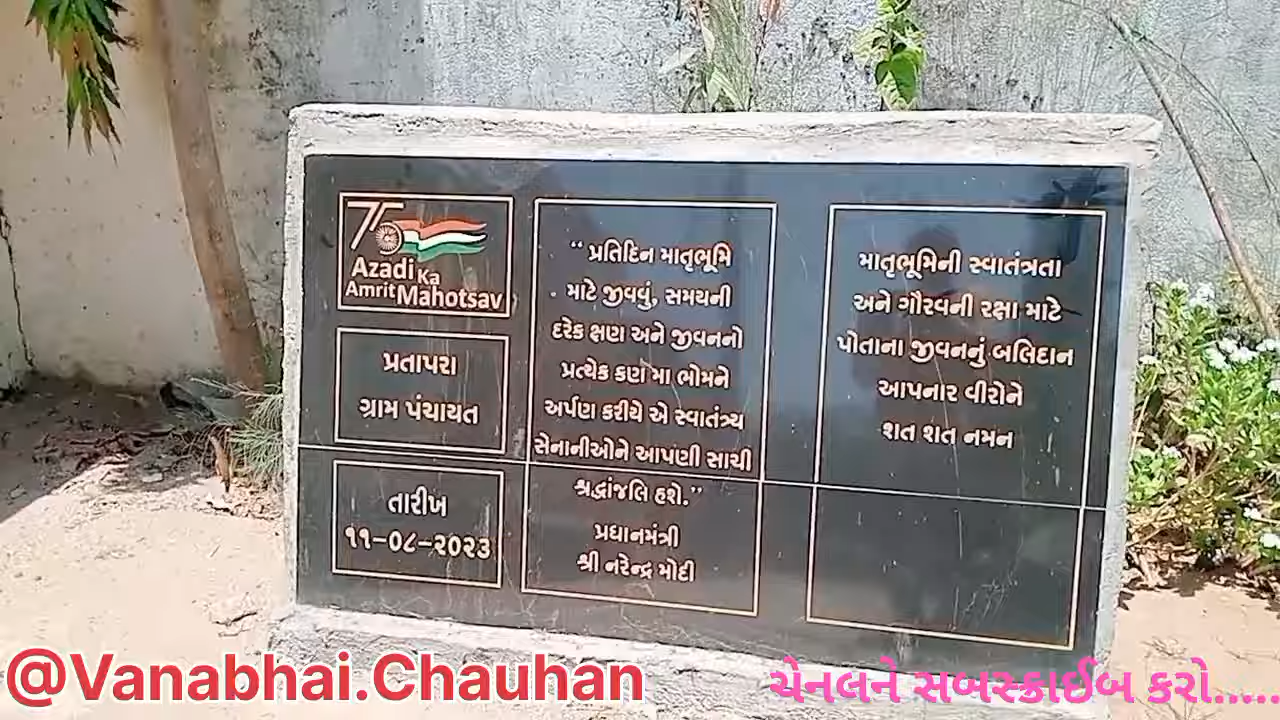 75
Azadi Ka
Amrit Mahotsav
પ્રતાપરા
ગ્રામ પંચાયત
તારીખ
૧૧-૦૮-૨૦૨૩
“ પ્રતિદિન માતૃભૂમિ
માટે જીવવું, સમયની
દરેક ક્ષણ અને જીવનનો
પ્રત્યેક કણ મા ભોમને
અર્પણ કરીયે એ સ્વાતંત્ર્ય
સેનાનીઓને આપણી સાચી
શ્રદ્ધાંજલિ હશે.”
પ્રધાનમંત્રી
શ્રી નરેન્દ્ર મોદી
માતૃભૂમિની સ્વાતંત્રતા
અને ગૌરવની રક્ષા માટે
પોતાના જીવનનું બલિદાન
આપનાર વીરોને
શત શત નમન
@Vanabhai.Chauhan
ચેનલને સબસ્ક્રાઈબ કરો.....